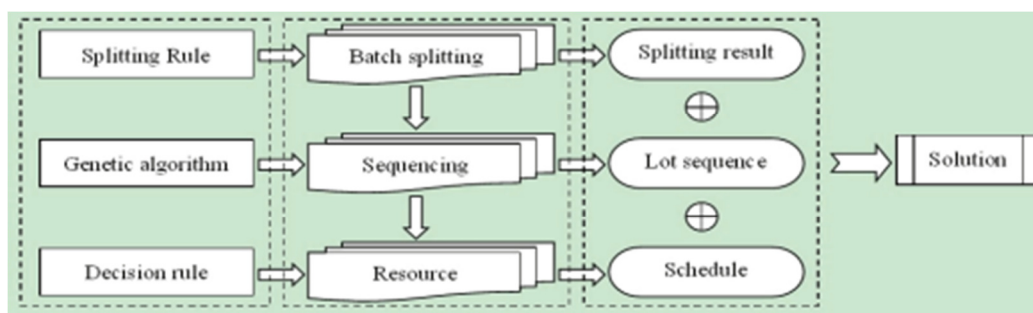 Splitting Rule
Batch splitting
Splitting result
Genetic algorithm
Sequencing
Lot sequence
Solution
Decision rule
Resource
Schedule